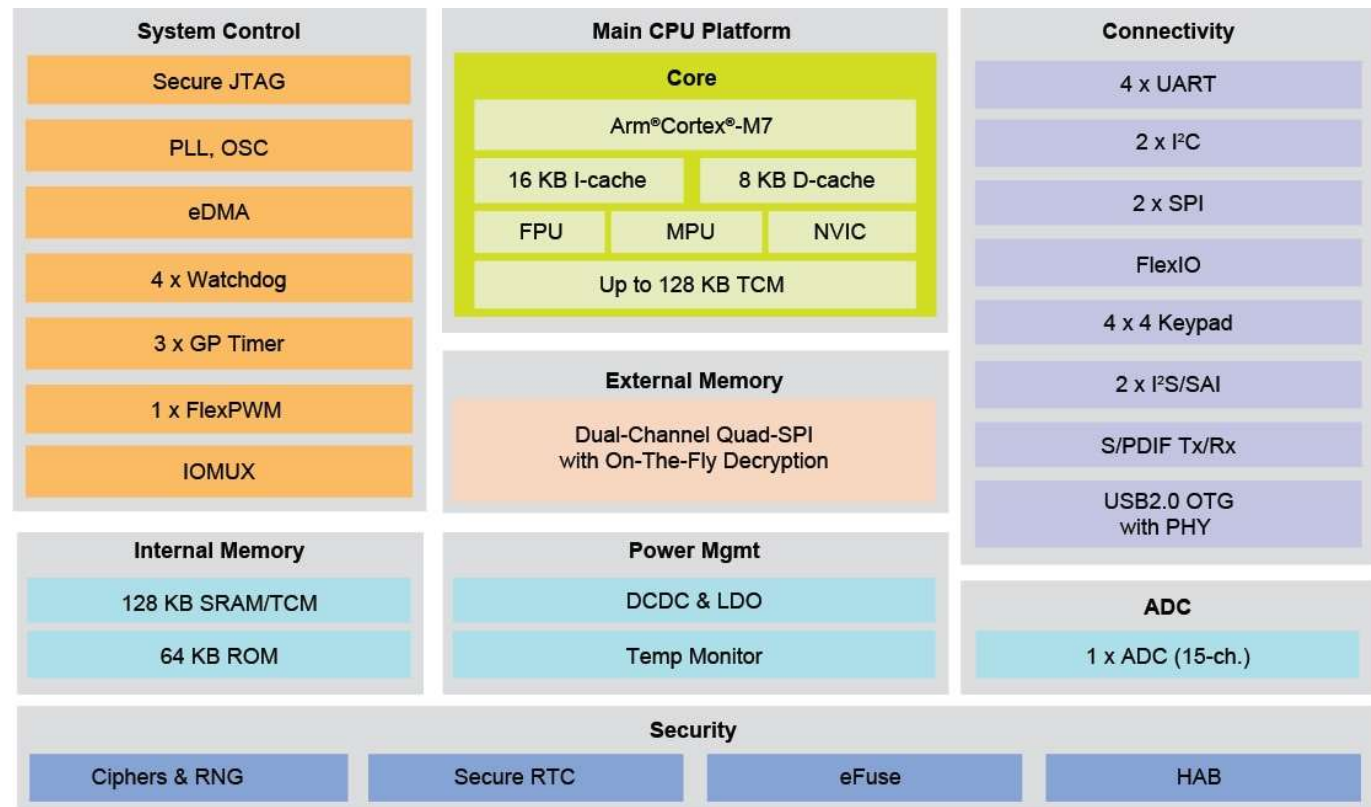 System Control
Secure JTAG
PLL, OSC
eDMA
4 x Watchdog
3 x GP Timer
1 x FlexPWM
IOMUX
Main CPU Platform
Core
Arm®Cortex®-M7
16 KB I-cache
8 KB D-cache
FPU
MPU
NVIC
Up to 128 KB TCM
External Memory
Dual-Channel Quad-SPI
with On-The-Fly Decryption
Connectivity
4 x UART
2 x I²C
2 x SPI
FlexIO
4 x 4 Keypad
2 x I²S/SAI
S/PDIF Tx/Rx
USB2.0 OTG
with PHY
Internal Memory
128 KB SRAM/TCM
64 KB ROM
Power Mgmt
DCDC & LDO
Temp Monitor
ADC
1 x ADC (15-ch.)
Security
Ciphers & RNG
Secure RTC
eFuse
HAB